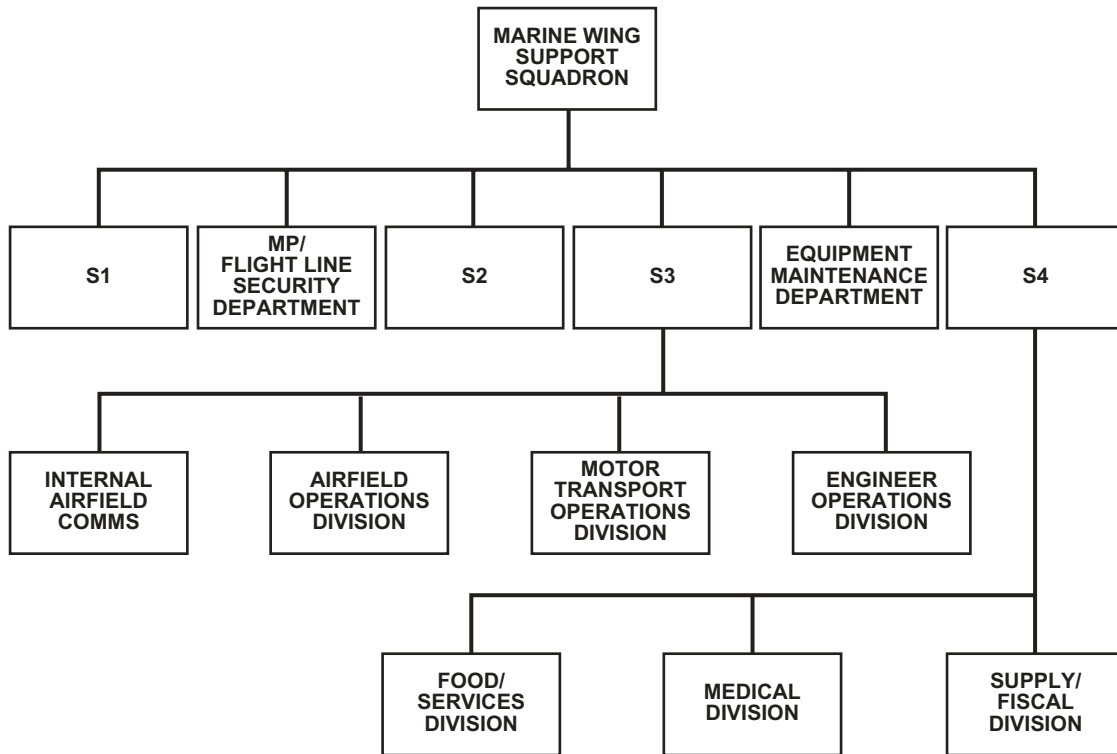 MARINE WING
SUPPORT
SQUADRON
S1
MP/
FLIGHT LINE
SECURITY
DEPARTMENT
S2
S3
EQUIPMENT
MAINTENANCE
DEPARTMENT
S4
INTERNAL
AIRFIELD
COMMS
AIRFIELD
OPERATIONS
DIVISION
MOTOR
TRANSPORT
OPERATIONS
DIVISION
ENGINEER
OPERATIONS
DIVISION
FOOD/
SERVICES
DIVISION
MEDICAL
DIVISION
SUPPLY/
FISCAL
DIVISION